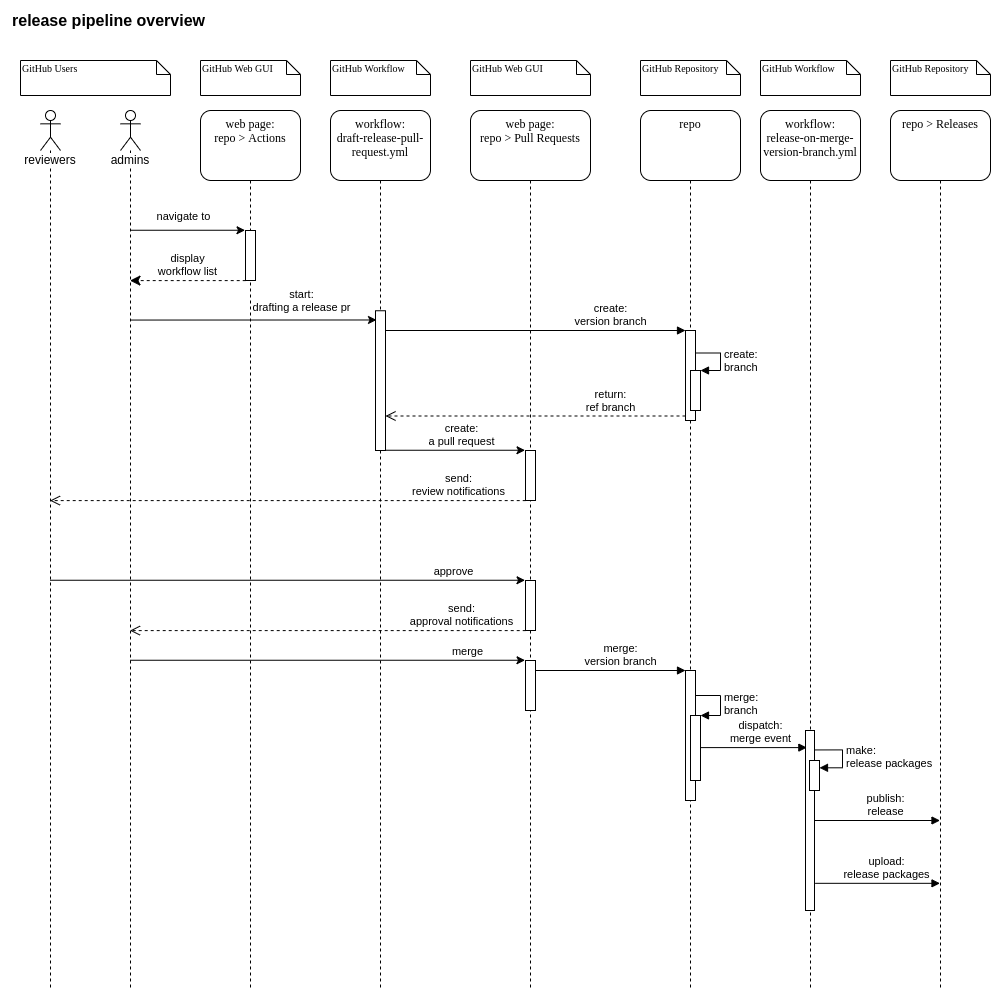 release pipeline overview
GitHub Users
GitHub Web GUI
GitHub Workflow
GitHub Web GUI
GitHub Repository
GitHub Workflow
GitHub Repository
reviewers
admins
web page:
repo > Actions
workflow:
draft-release-pull-
request.yml
web page:
repo > Pull Requests
repo
workflow:
release-on-merge-
version-branch.yml
repo > Releases
navigate to
display
workflow list
start:
drafting a release pr
create:
version branch
create:
branch
return:
ref branch
create:
a pull request
send:
review notifications
approve
send:
approval notifications
merge
merge:
version branch
merge:
branch
dispatch:
merge event
make:
release packages
publish:
release
upload:
release packages